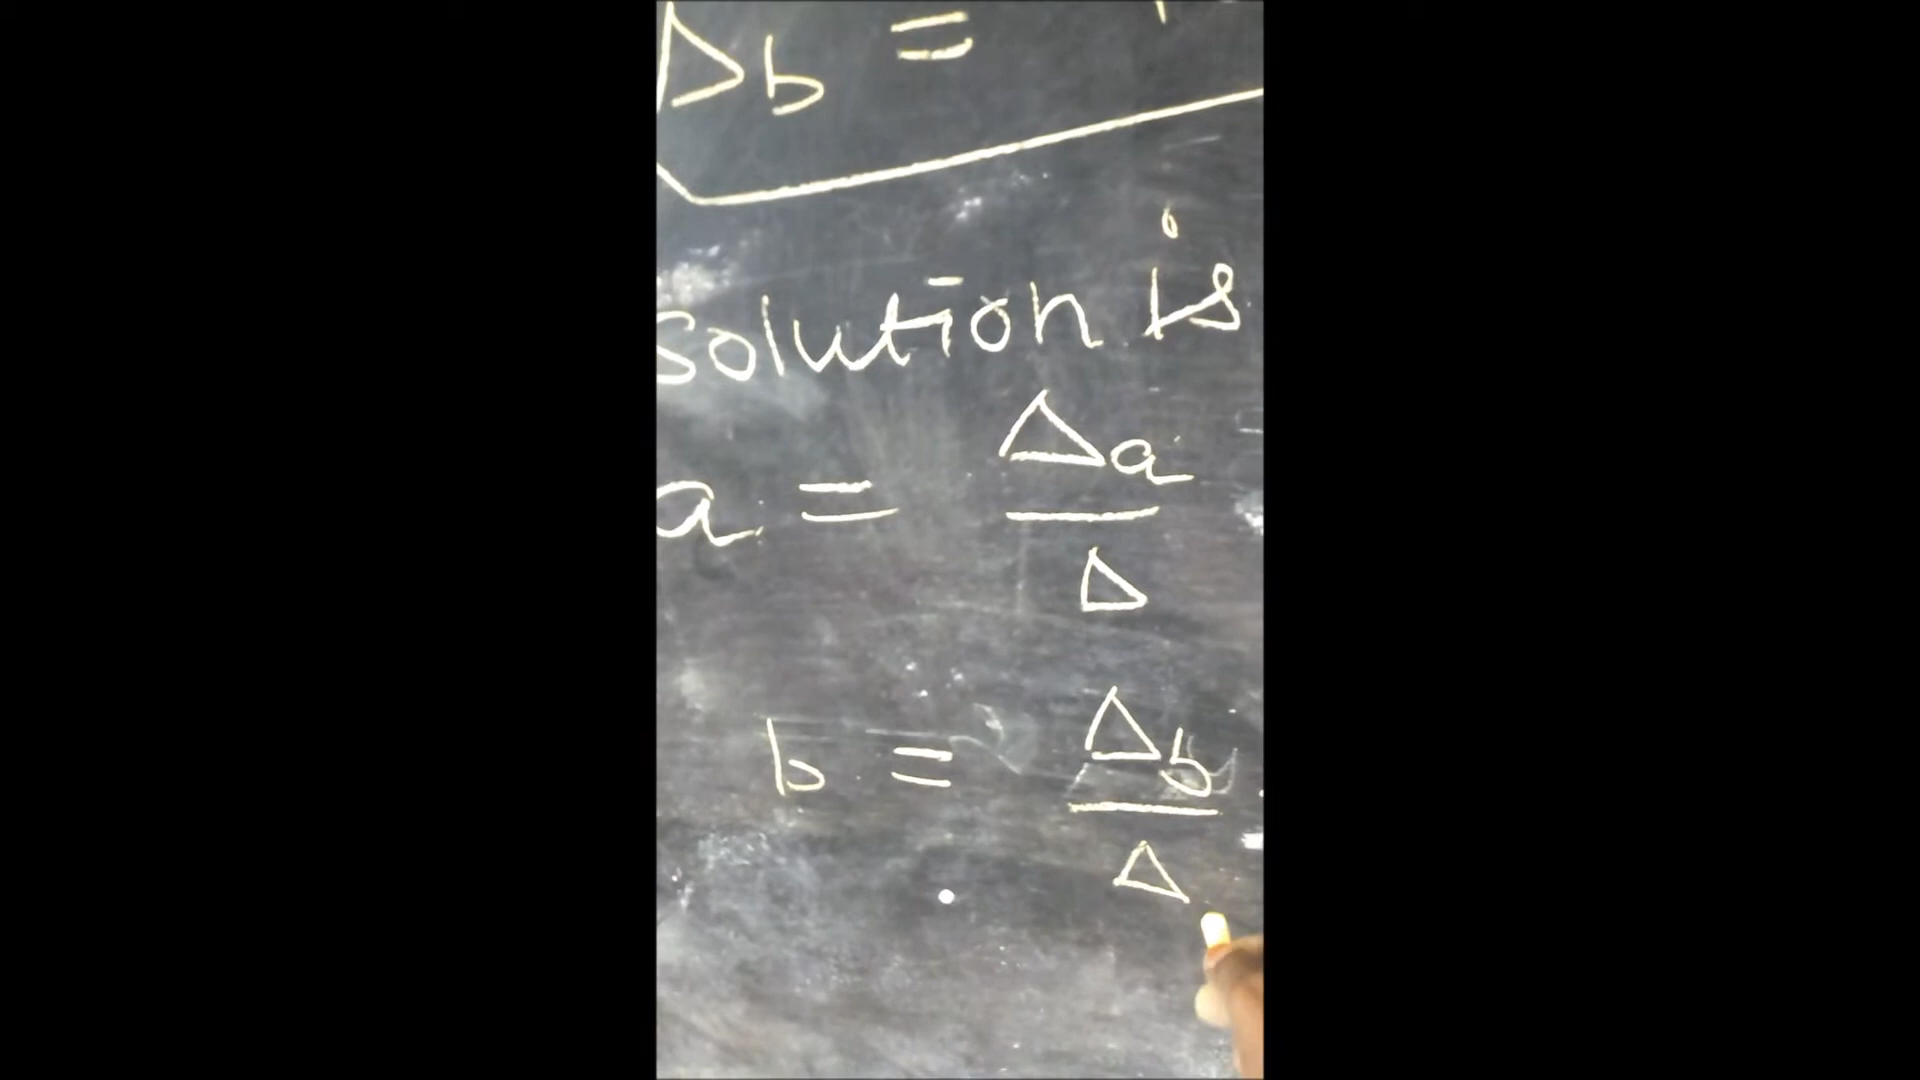 Δb =
solution is
a = Δa / Δ
b = Δb / Δ